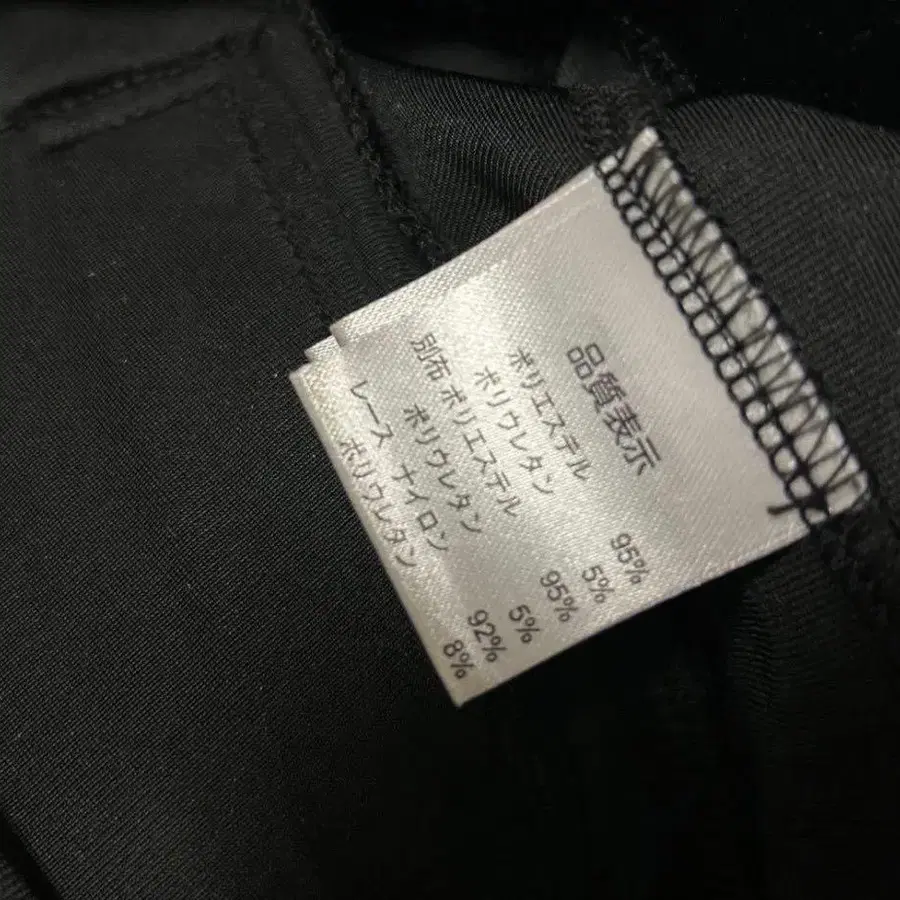 品質表示
ポリエステル 95%
ポリウレタン 5%
別布 ポリエステル 95%
ポリウレタン 5%
レース ナイロン 92%
ポリウレタン 8%